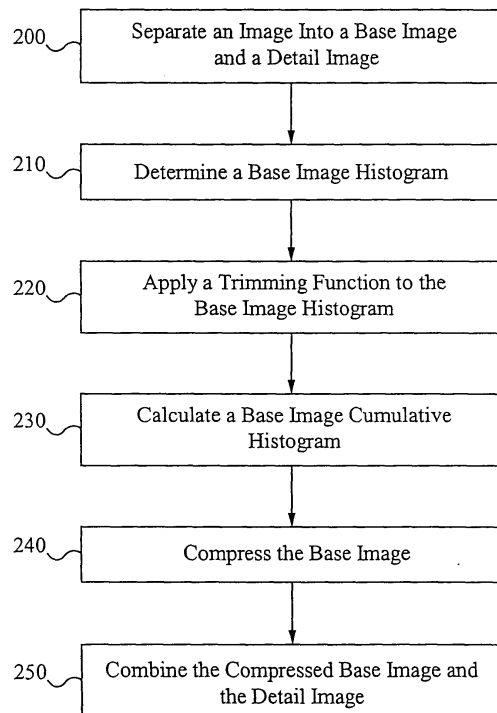 200
Separate an Image Into a Base Image
and a Detail Image
210
Determine a Base Image Histogram
220
Apply a Trimming Function to the
Base Image Histogram
230
Calculate a Base Image Cumulative
Histogram
240
Compress the Base Image
250
Combine the Compressed Base Image and
the Detail Image